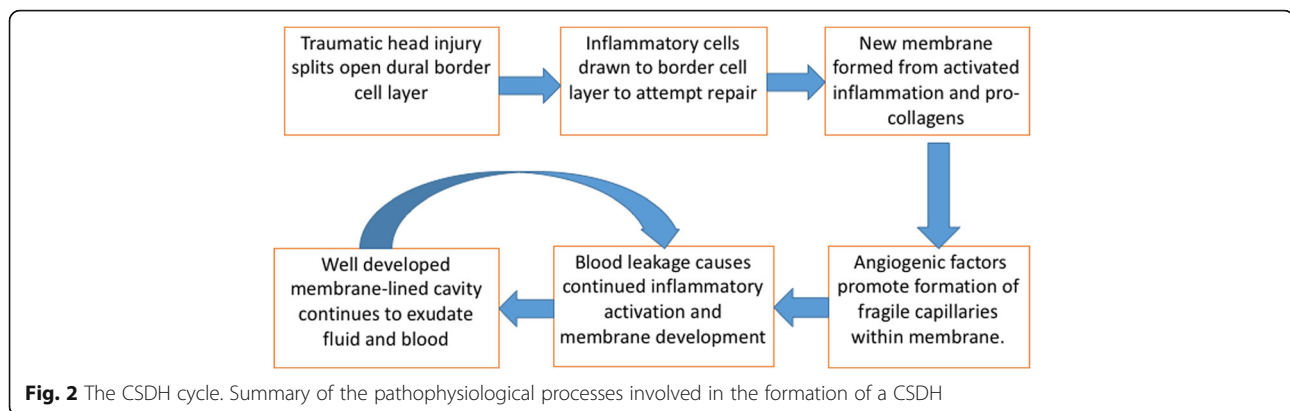 Traumatic head injury
splits open dural border
cell layer
Inflammatory cells
drawn to border cell
layer to attempt repair
New membrane
formed from activated
inflammation and pro-
collagens
Angiogenic factors
promote formation of
fragile capillaries
within membrane.
Blood leakage causes
continued inflammatory
activation and
membrane development
Well developed
membrane-lined cavity
continues to exudate
fluid and blood
Fig. 2 The CSDH cycle. Summary of the pathophysiological processes involved in the formation of a CSDH